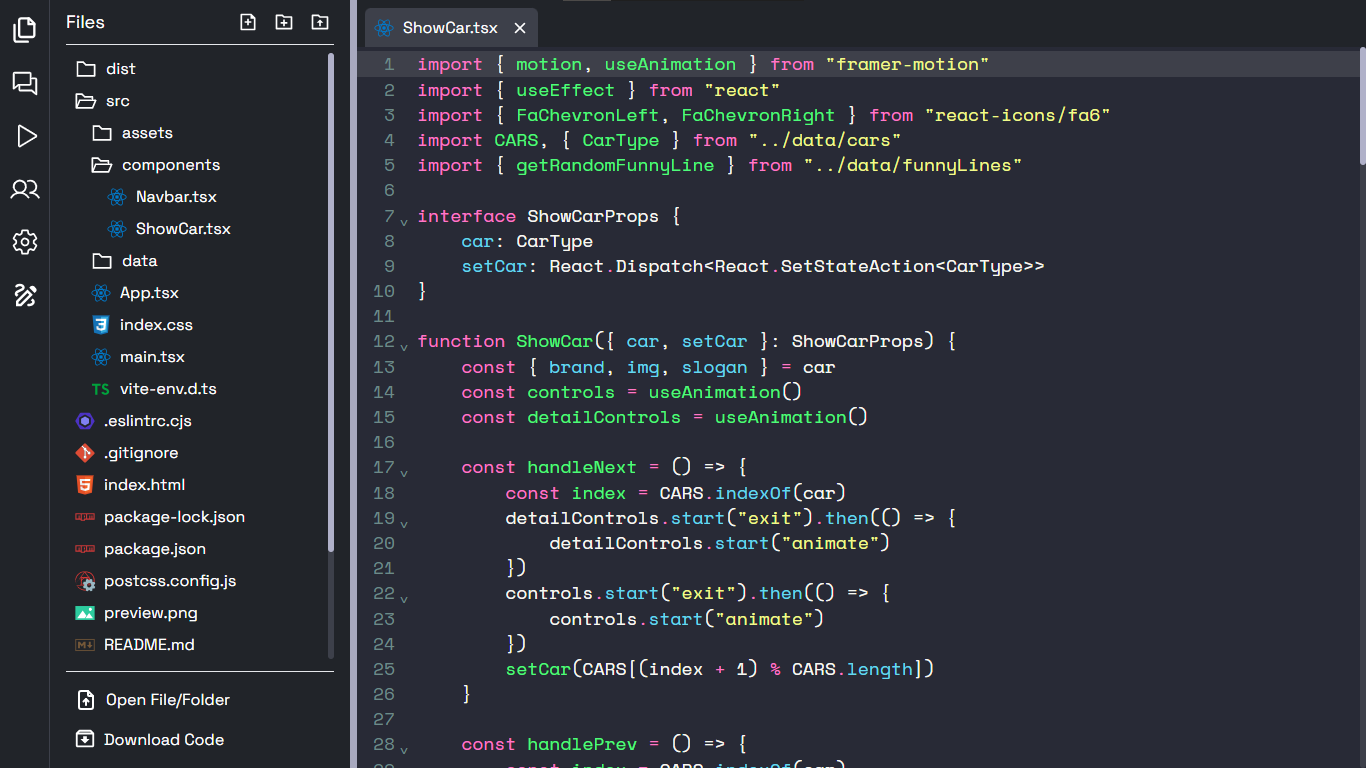 Files
dist
src
assets
components
Navbar.tsx
ShowCar.tsx
data
App.tsx
index.css
main.tsx
TS vite-env.d.ts
.eslintrc.cjs
.gitignore
index.html
package-lock.json
package.json
postcss.config.js
preview.png
README.md
Open File/Folder
Download Code
ShowCar.tsx
1 import { motion, useAnimation } from "framer-motion"
2 import { useEffect } from "react"
3 import { FaChevronLeft, FaChevronRight } from "react-icons/fa6"
4 import CARS, { CarType } from "../data/cars"
5 import { getRandomFunnyLine } from "../data/funnyLines"
6
7 interface ShowCarProps {
8 car: CarType
9 setCar: React.Dispatch<React.SetStateAction<CarType>>
10 }
11
12 function ShowCar({ car, setCar }: ShowCarProps) {
13 const { brand, img, slogan } = car
14 const controls = useAnimation()
15 const detailControls = useAnimation()
16
17 const handleNext = () => {
18 const index = CARS.indexOf(car)
19 detailControls.start("exit").then(() => {
20 detailControls.start("animate")
21 })
22 controls.start("exit").then(() => {
23 controls.start("animate")
24 })
25 setCar(CARS[(index + 1) % CARS.length])
26 }
27
28 const handlePrev = () => {
29 const index = CARS.indexOf(car)